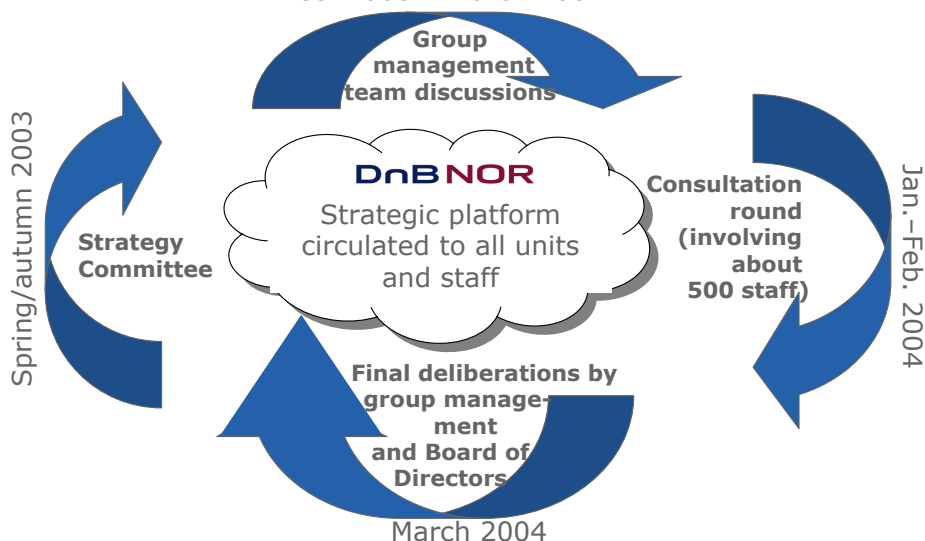 Group
management
team discussions
Spring/autumn 2003
Strategy
Committee
DnB NOR
Strategic platform
circulated to all units
and staff
Consultation
round
(involving
about
500 staff)
Jan.–Feb. 2004
Final deliberations by
group manage-
ment
and Board of
Directors
March 2004